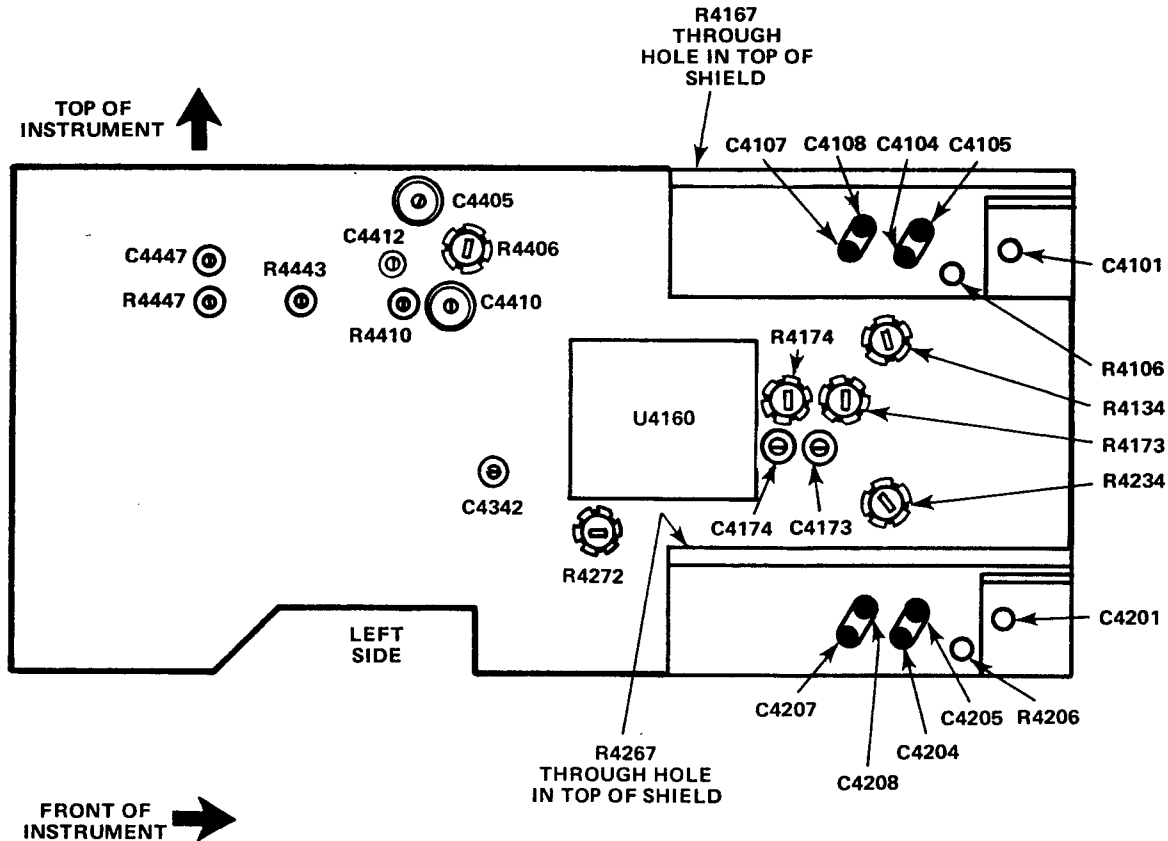 R4167
THROUGH
HOLE IN TOP OF
SHIELD
TOP OF
INSTRUMENT
C4107
C4108
C4104
C4105
C4405
C4412
R4406
C4447
R4443
C4101
R4447
C4410
R4410
R4174
R4106
U4160
R4134
R4173
R4234
C4342
C4174
C4173
R4272
C4201
LEFT
SIDE
C4207
C4205
R4206
C4204
C4208
R4267
THROUGH HOLE
IN TOP OF SHIELD
FRONT OF
INSTRUMENT